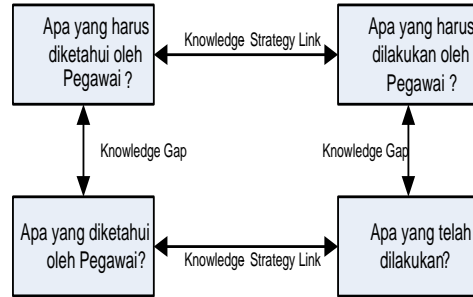 Apa yang harus
diketahui oleh
Pegawai ?
Knowledge Strategy Link
Apa yang harus
dilakukan oleh
Pegawai ?
Knowledge Gap
Knowledge Gap
Apa yang diketahui
oleh Pegawai?
Knowledge Strategy Link
Apa yang telah
dilakukan?